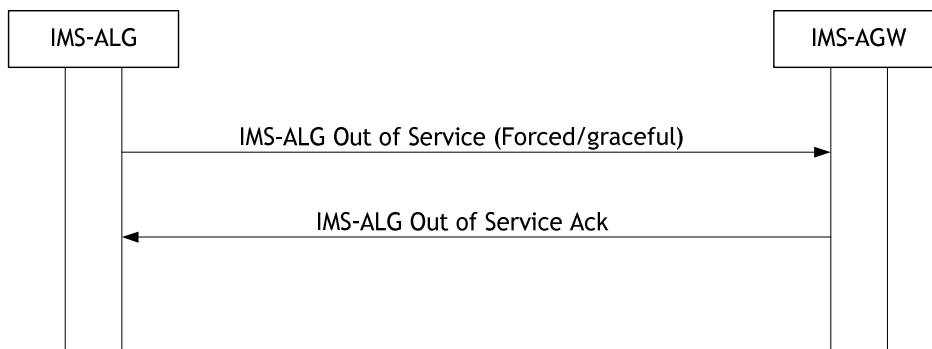 IMS-ALG
IMS-AGW
IMS-ALG Out of Service (Forced/graceful)
IMS-ALG Out of Service Ack